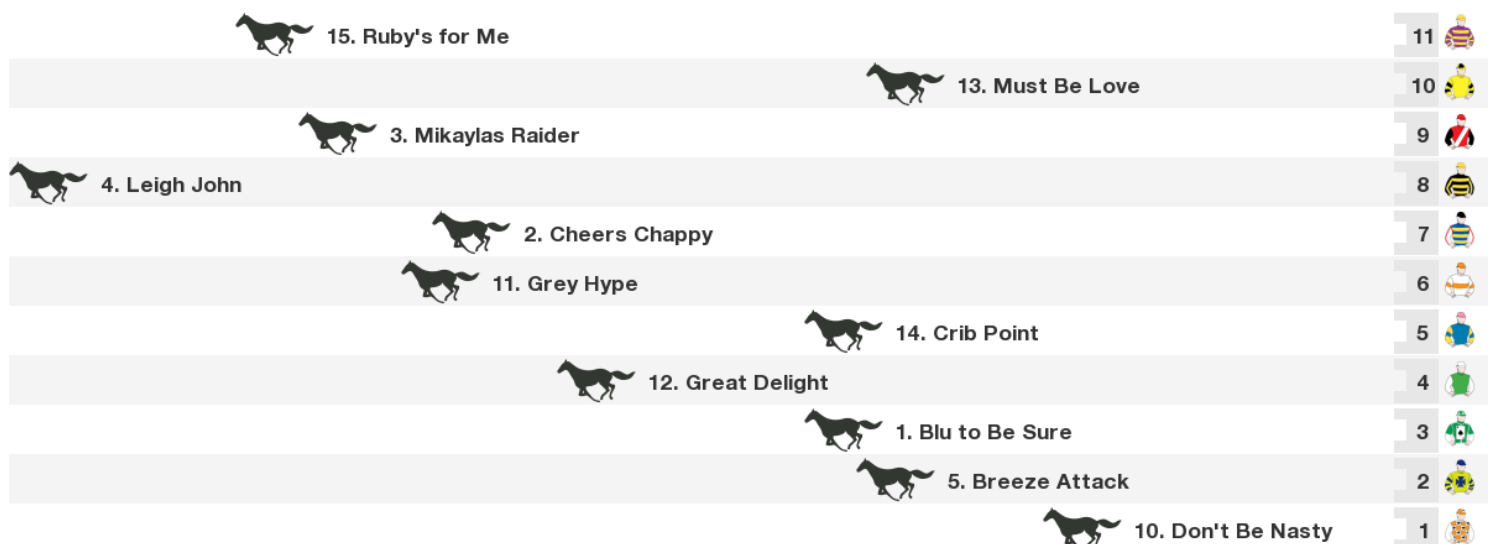 15. Ruby's for Me 11
13. Must Be Love 10
3. Mikaylas Raider 9
4. Leigh John 8
2. Cheers Chappy 7
11. Grey Hype 6
14. Crib Point 5
12. Great Delight 4
1. Blu to Be Sure 3
5. Breeze Attack 2
10. Don't Be Nasty 1